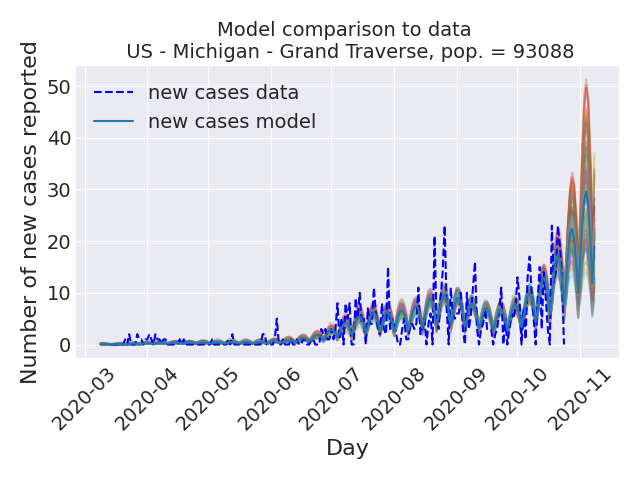 Model comparison to data
US - Michigan - Grand Traverse, pop. = 93088
Number of new cases reported
50
40
30
20
10
0
new cases data
new cases model
2020-03
2020-04
2020-05
2020-06
2020-07
2020-08
2020-09
2020-10
2020-11
Day